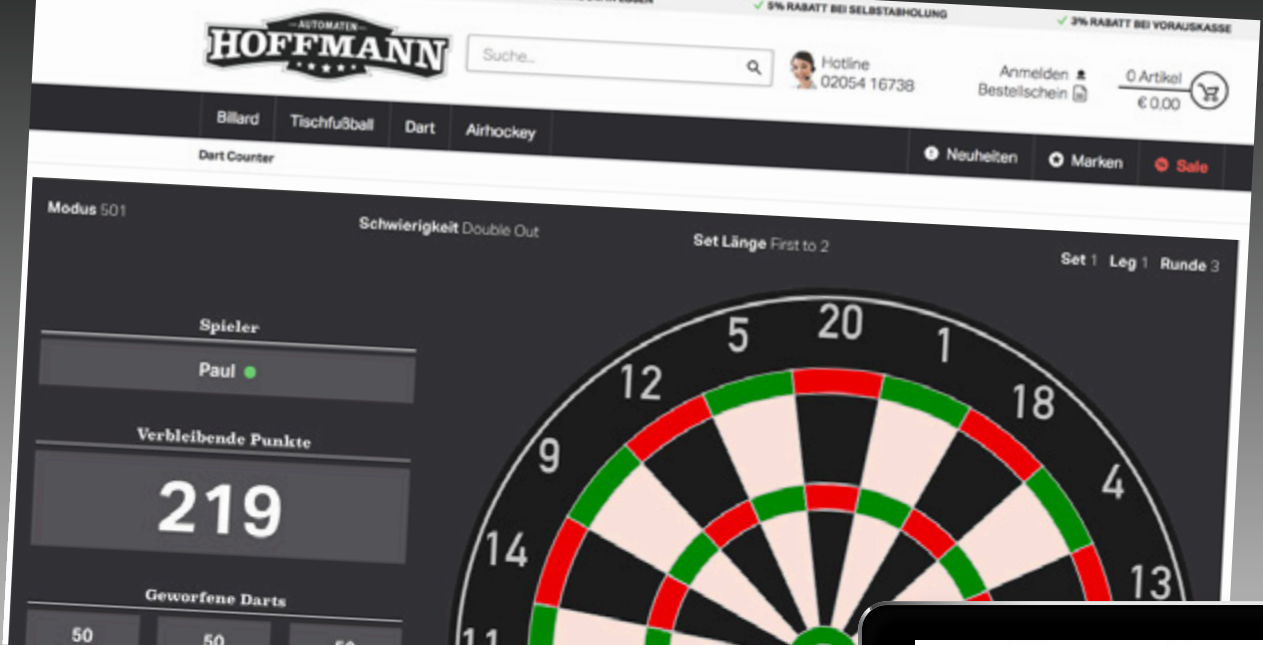 5% RABATT BEI SELBSTABHOLUNG
3% RABATT BEI VORAUSKASSE
AUTOMATEN
HOFFMANN
Suche...
Hotline
02054 16738
Anmelden
Bestellschein
0 Artikel
€ 0,00
Billard
Tischfußball
Dart
Airhockey
Neuheiten
Marken
Sale
Dart Counter
Modus 501
Schwierigkeit Double Out
Set Länge First to 2
Set 1 Leg 1 Runde 3
Spieler
Paul
Verbleibende Punkte
219
Geworfene Darts
50
50
5
20
1
12
18
9
4
14
13
11